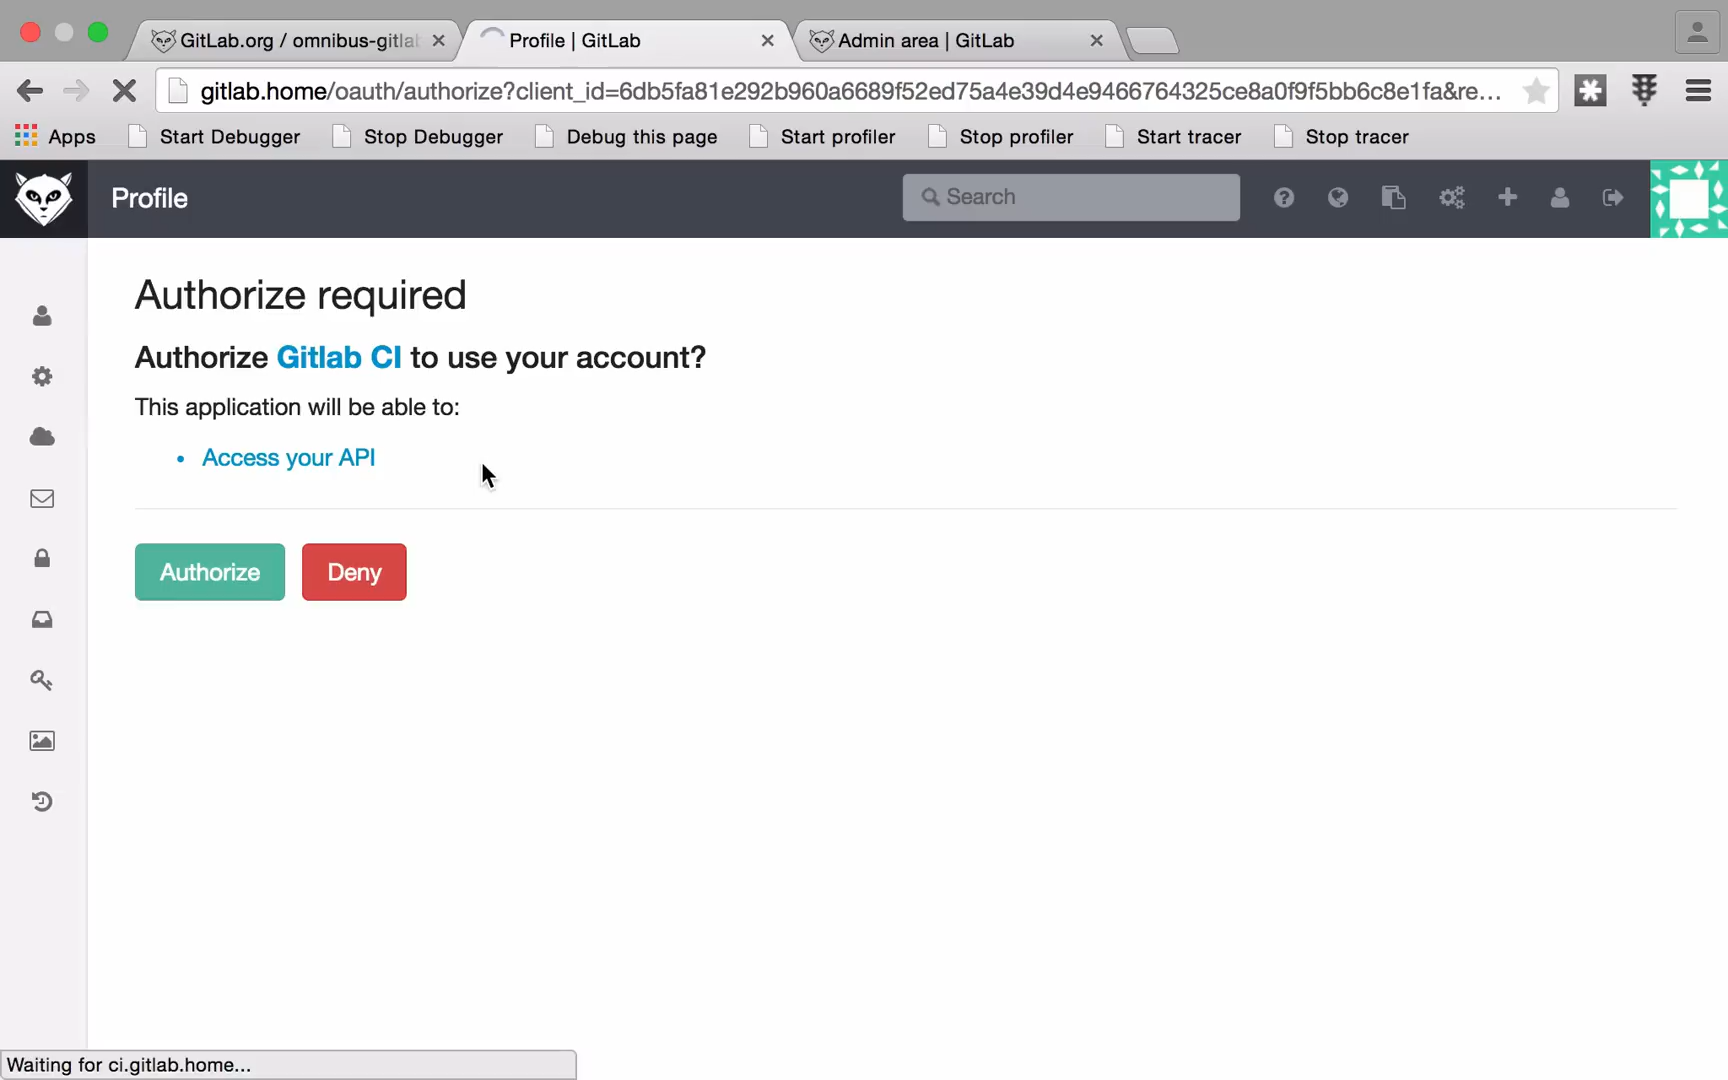 GitLab.org / omnibus-gitlab
Profile | GitLab
Admin area | GitLab
gitlab.home/oauth/authorize?client_id=6db5fa81e292b960a6689f52ed75a4e39d4e9466764325ce8a0f9f5bb6c8e1fa&re...
Apps
Start Debugger
Stop Debugger
Debug this page
Start profiler
Stop profiler
Start tracer
Stop tracer
Profile
Search
Authorize required
Authorize Gitlab CI to use your account?
This application will be able to:
• Access your API
Authorize
Deny
Waiting for ci.gitlab.home...